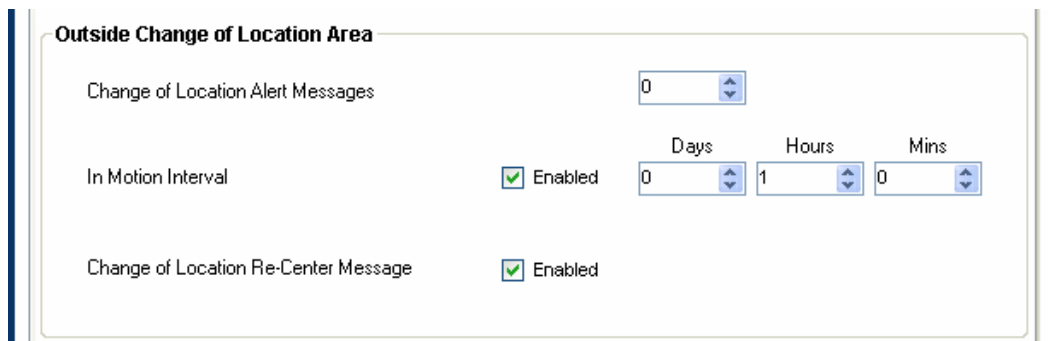 Outside Change of Location Area
Change of Location Alert Messages 0
Days Hours Mins
In Motion Interval Enabled 0 1 0
Change of Location Re-Center Message Enabled